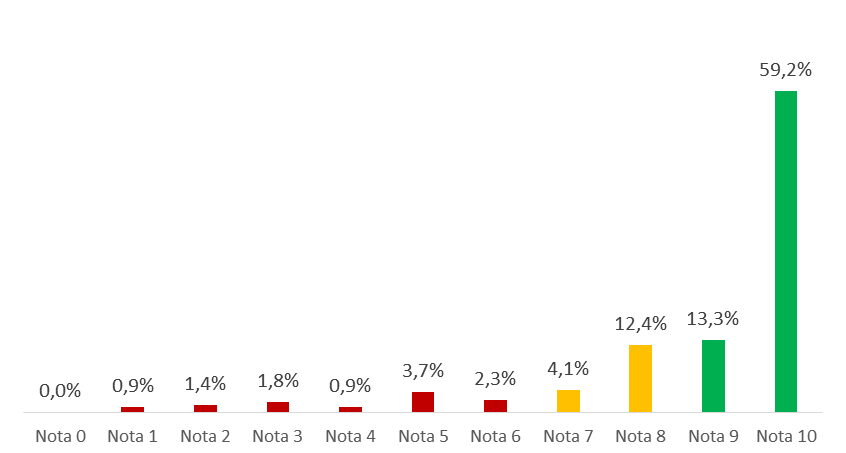 59,2%
12,4%
13,3%
0,0%
0,9%
1,4%
1,8%
0,9%
3,7%
2,3%
4,1%
Nota 0
Nota 1
Nota 2
Nota 3
Nota 4
Nota 5
Nota 6
Nota 7
Nota 8
Nota 9
Nota 10